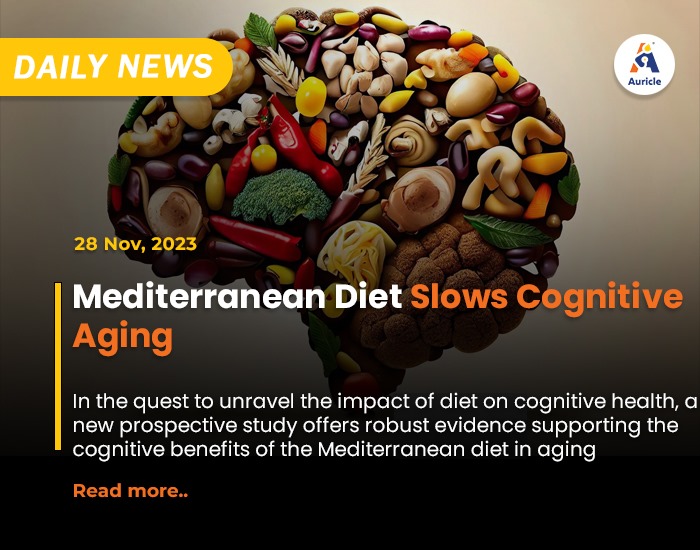 DAILY NEWS
Auricle
28 Nov, 2023
Mediterranean Diet Slows Cognitive
Aging
In the quest to unravel the impact of diet on cognitive health, a
new prospective study offers robust evidence supporting the
cognitive benefits of the Mediterranean diet in aging
Read more..